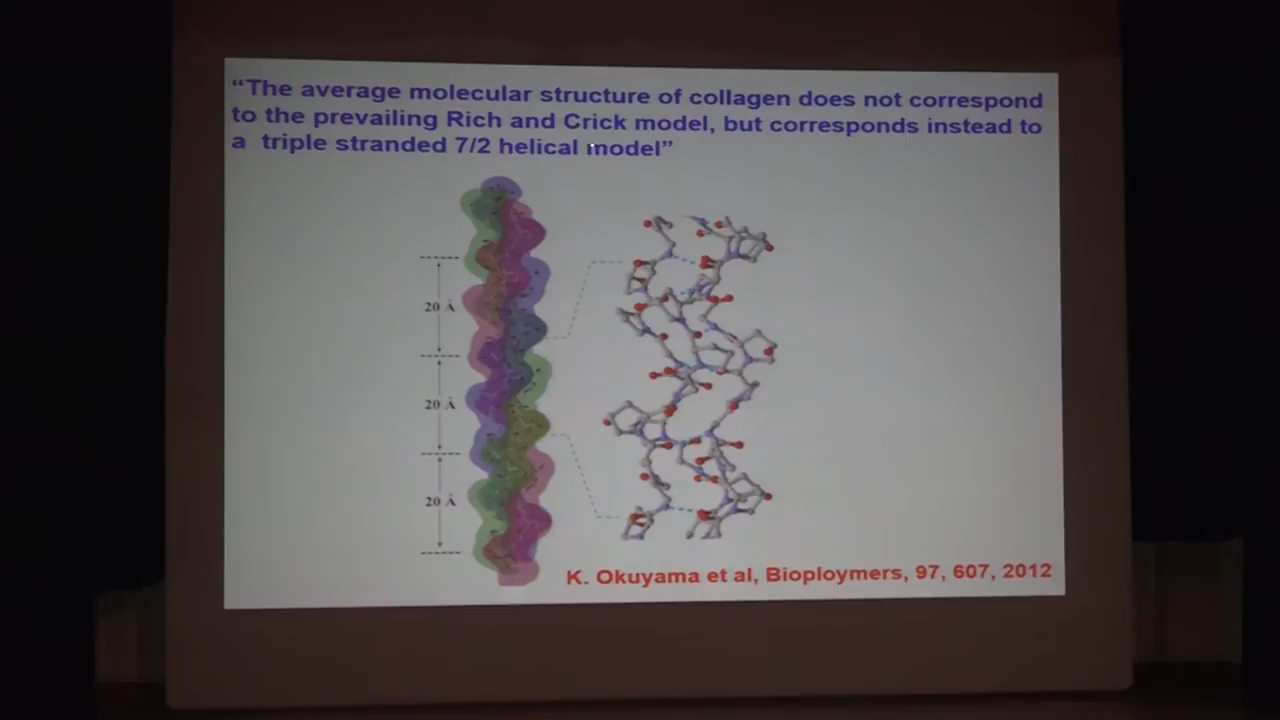 “The average molecular structure of collagen does not correspond
to the prevailing Rich and Crick model, but corresponds instead to
a triple stranded 7/2 helical model”
20 Å
20 Å
20 Å
K. Okuyama et al, Bioploymers, 97, 607, 2012